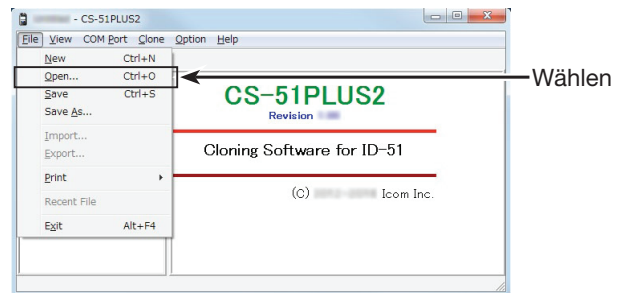 - CS-51PLUS2
File View COM Port Clone Option Help
New Ctrl+N
Open... Ctrl+O
Save Ctrl+S
Save As...
Import...
Export...
Print
Recent File
Exit Alt+F4
CS-51PLUS2
Revision
Cloning Software for ID-51
(C) Icom Inc.
Wählen